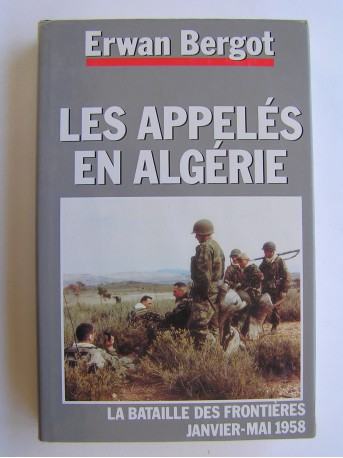 Erwan Bergot
LES APPELÉS
EN ALGÉRIE
LA BATAILLE DES FRONTIÈRES
JANVIER-MAI 1958